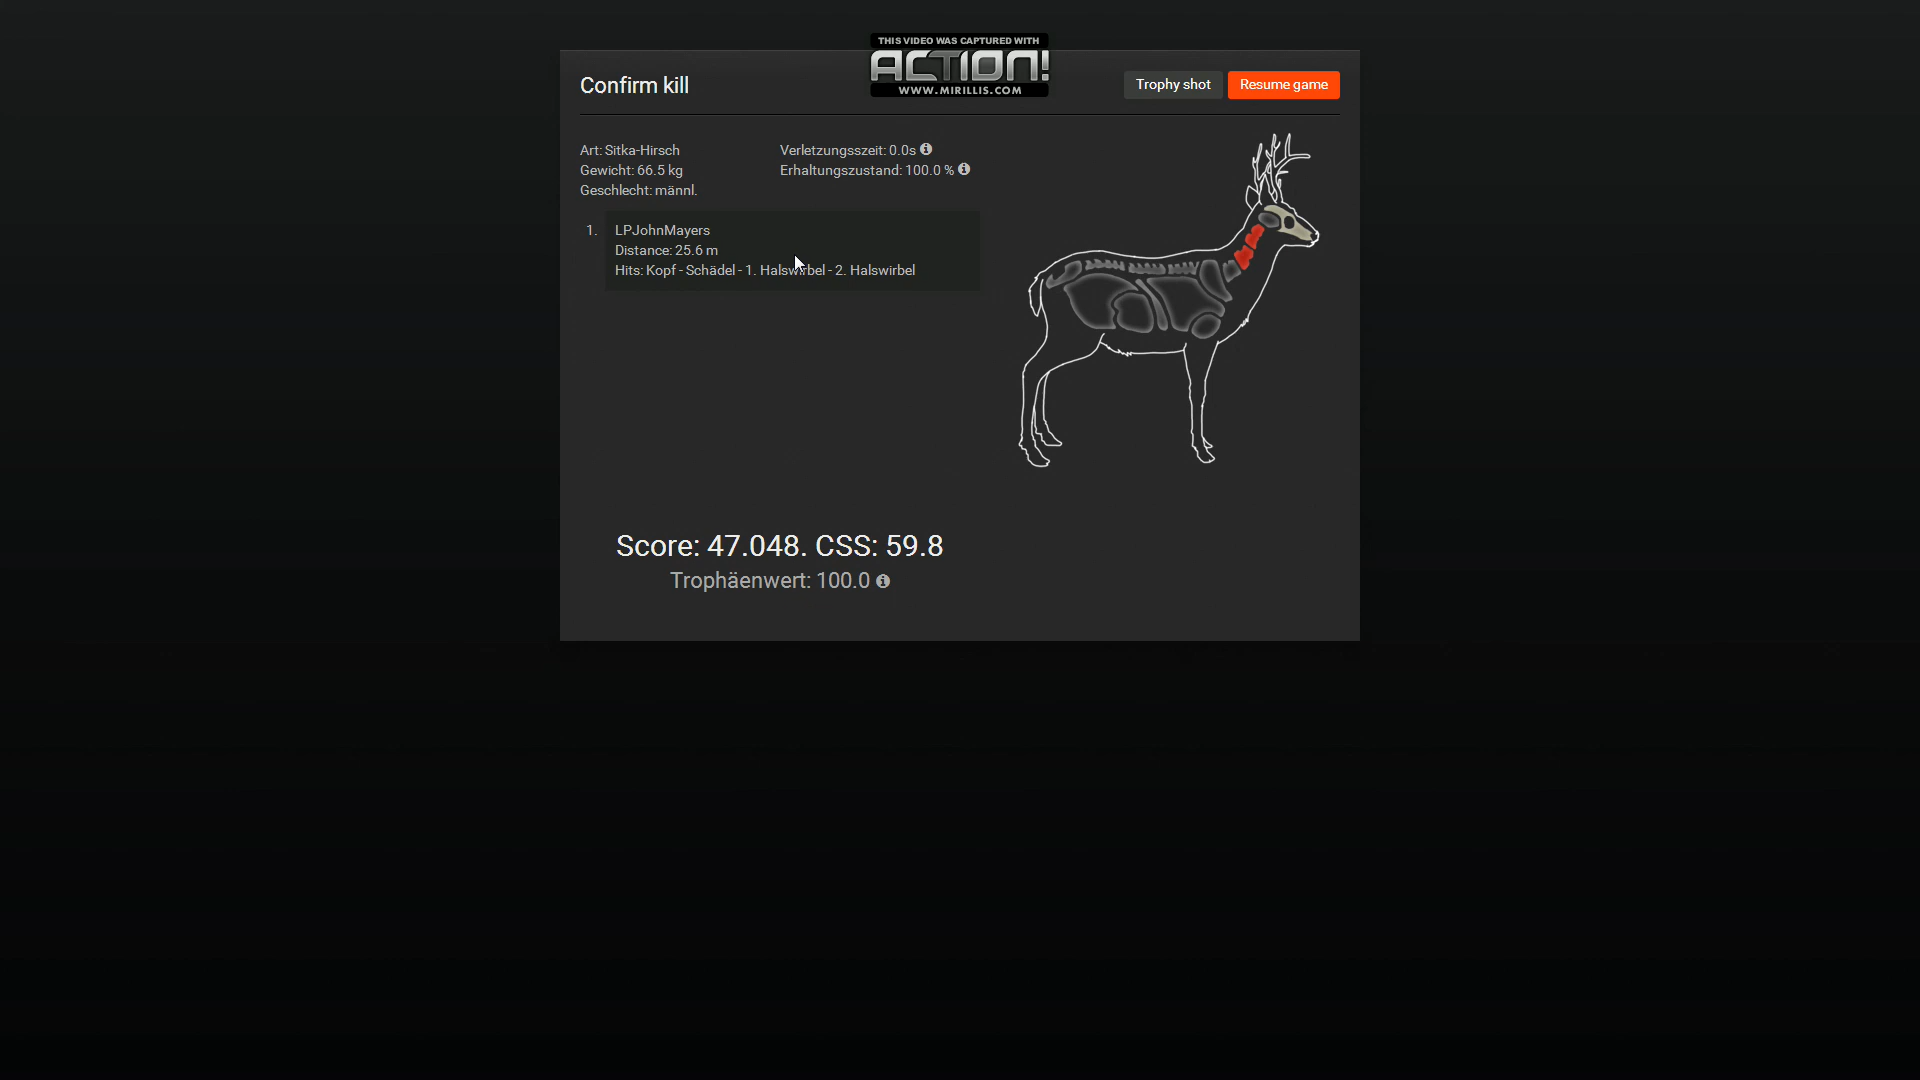 THIS VIDEO WAS CAPTURED WITH
ACTION!
WWW.MIRILLIS.COM
Confirm kill
Trophy shot
Resume game
Art: Sitka-Hirsch
Gewicht: 66.5 kg
Geschlecht: männl.
Verletzungsszeit: 0.0s
Erhaltungszustand: 100.0 %
1.
LPJohnMayers
Distance: 25.6 m
Hits: Kopf - Schädel - 1. Halswirbel - 2. Halswirbel
Score: 47.048. CSS: 59.8
Trophäenwert: 100.0